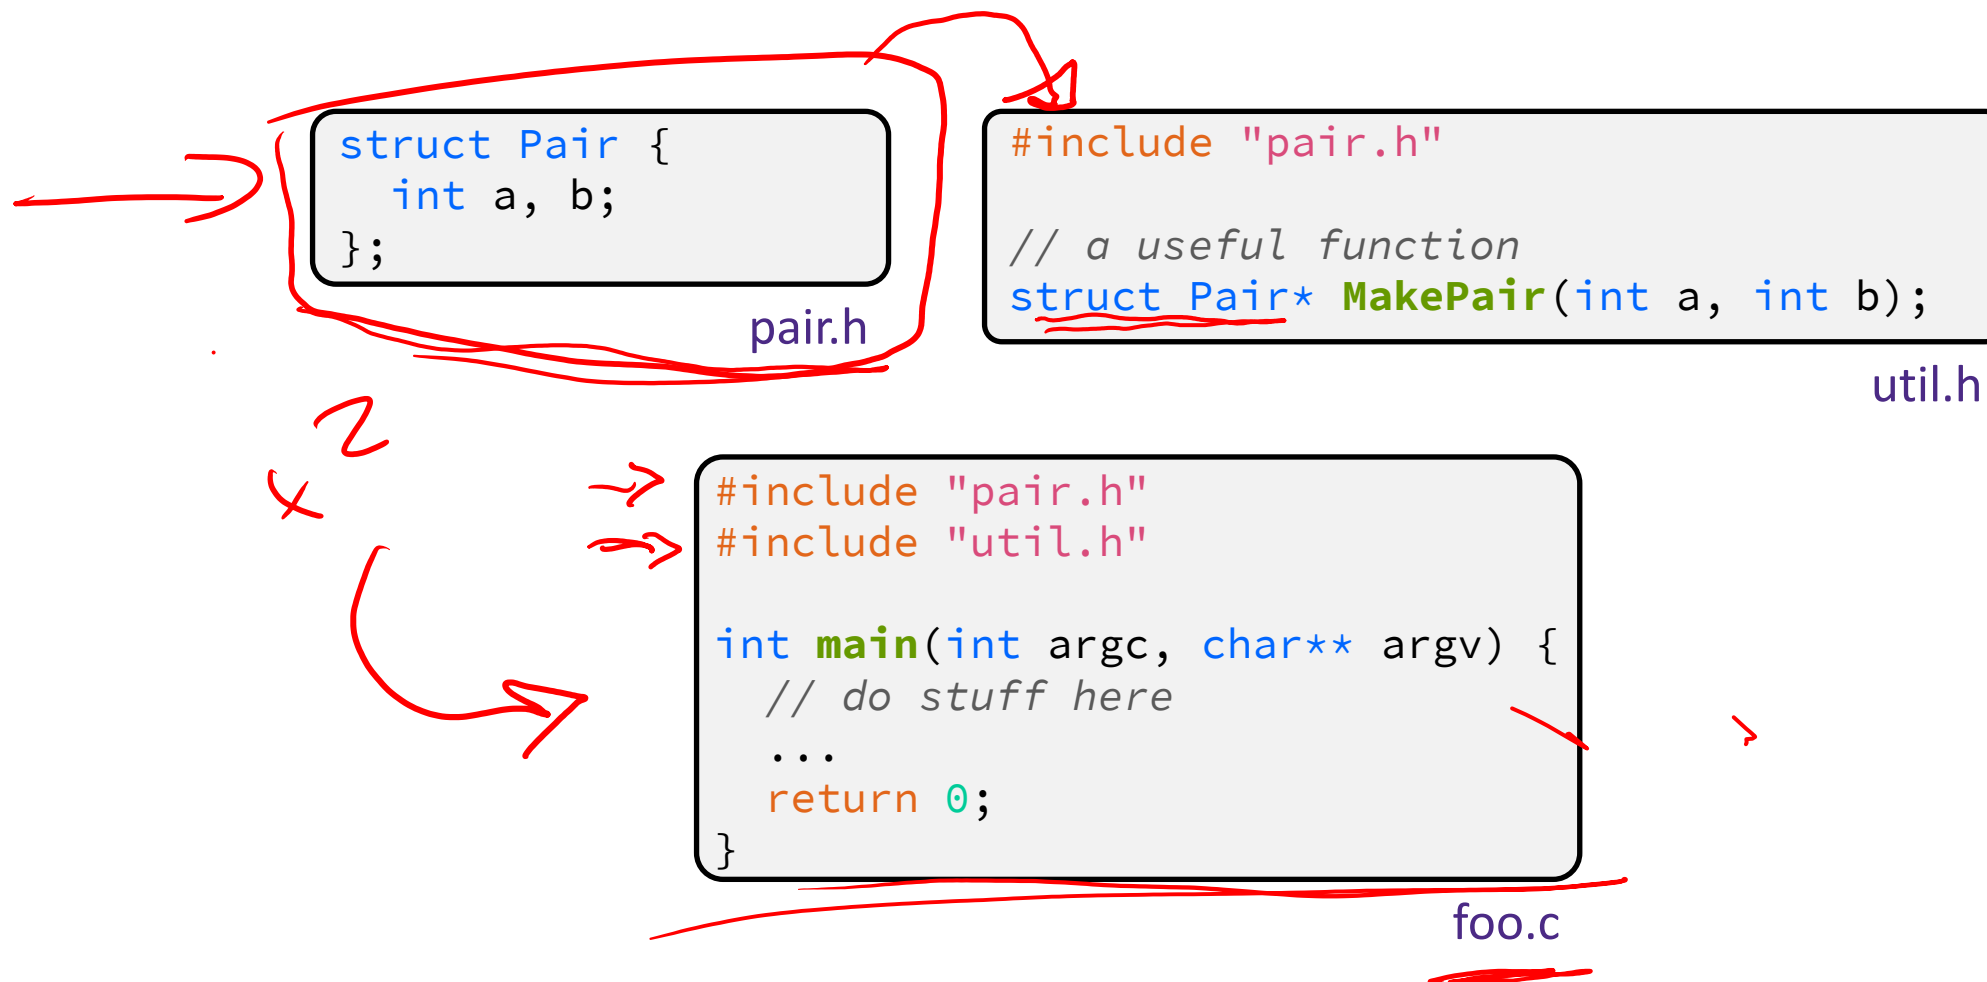 struct Pair {
  int a, b;
};
pair.h
#include "pair.h"
// a useful function
struct Pair* MakePair(int a, int b);
util.h
x 2
#include "pair.h"
#include "util.h"
int main(int argc, char** argv) {
  // do stuff here
  ...
  return 0;
}
foo.c